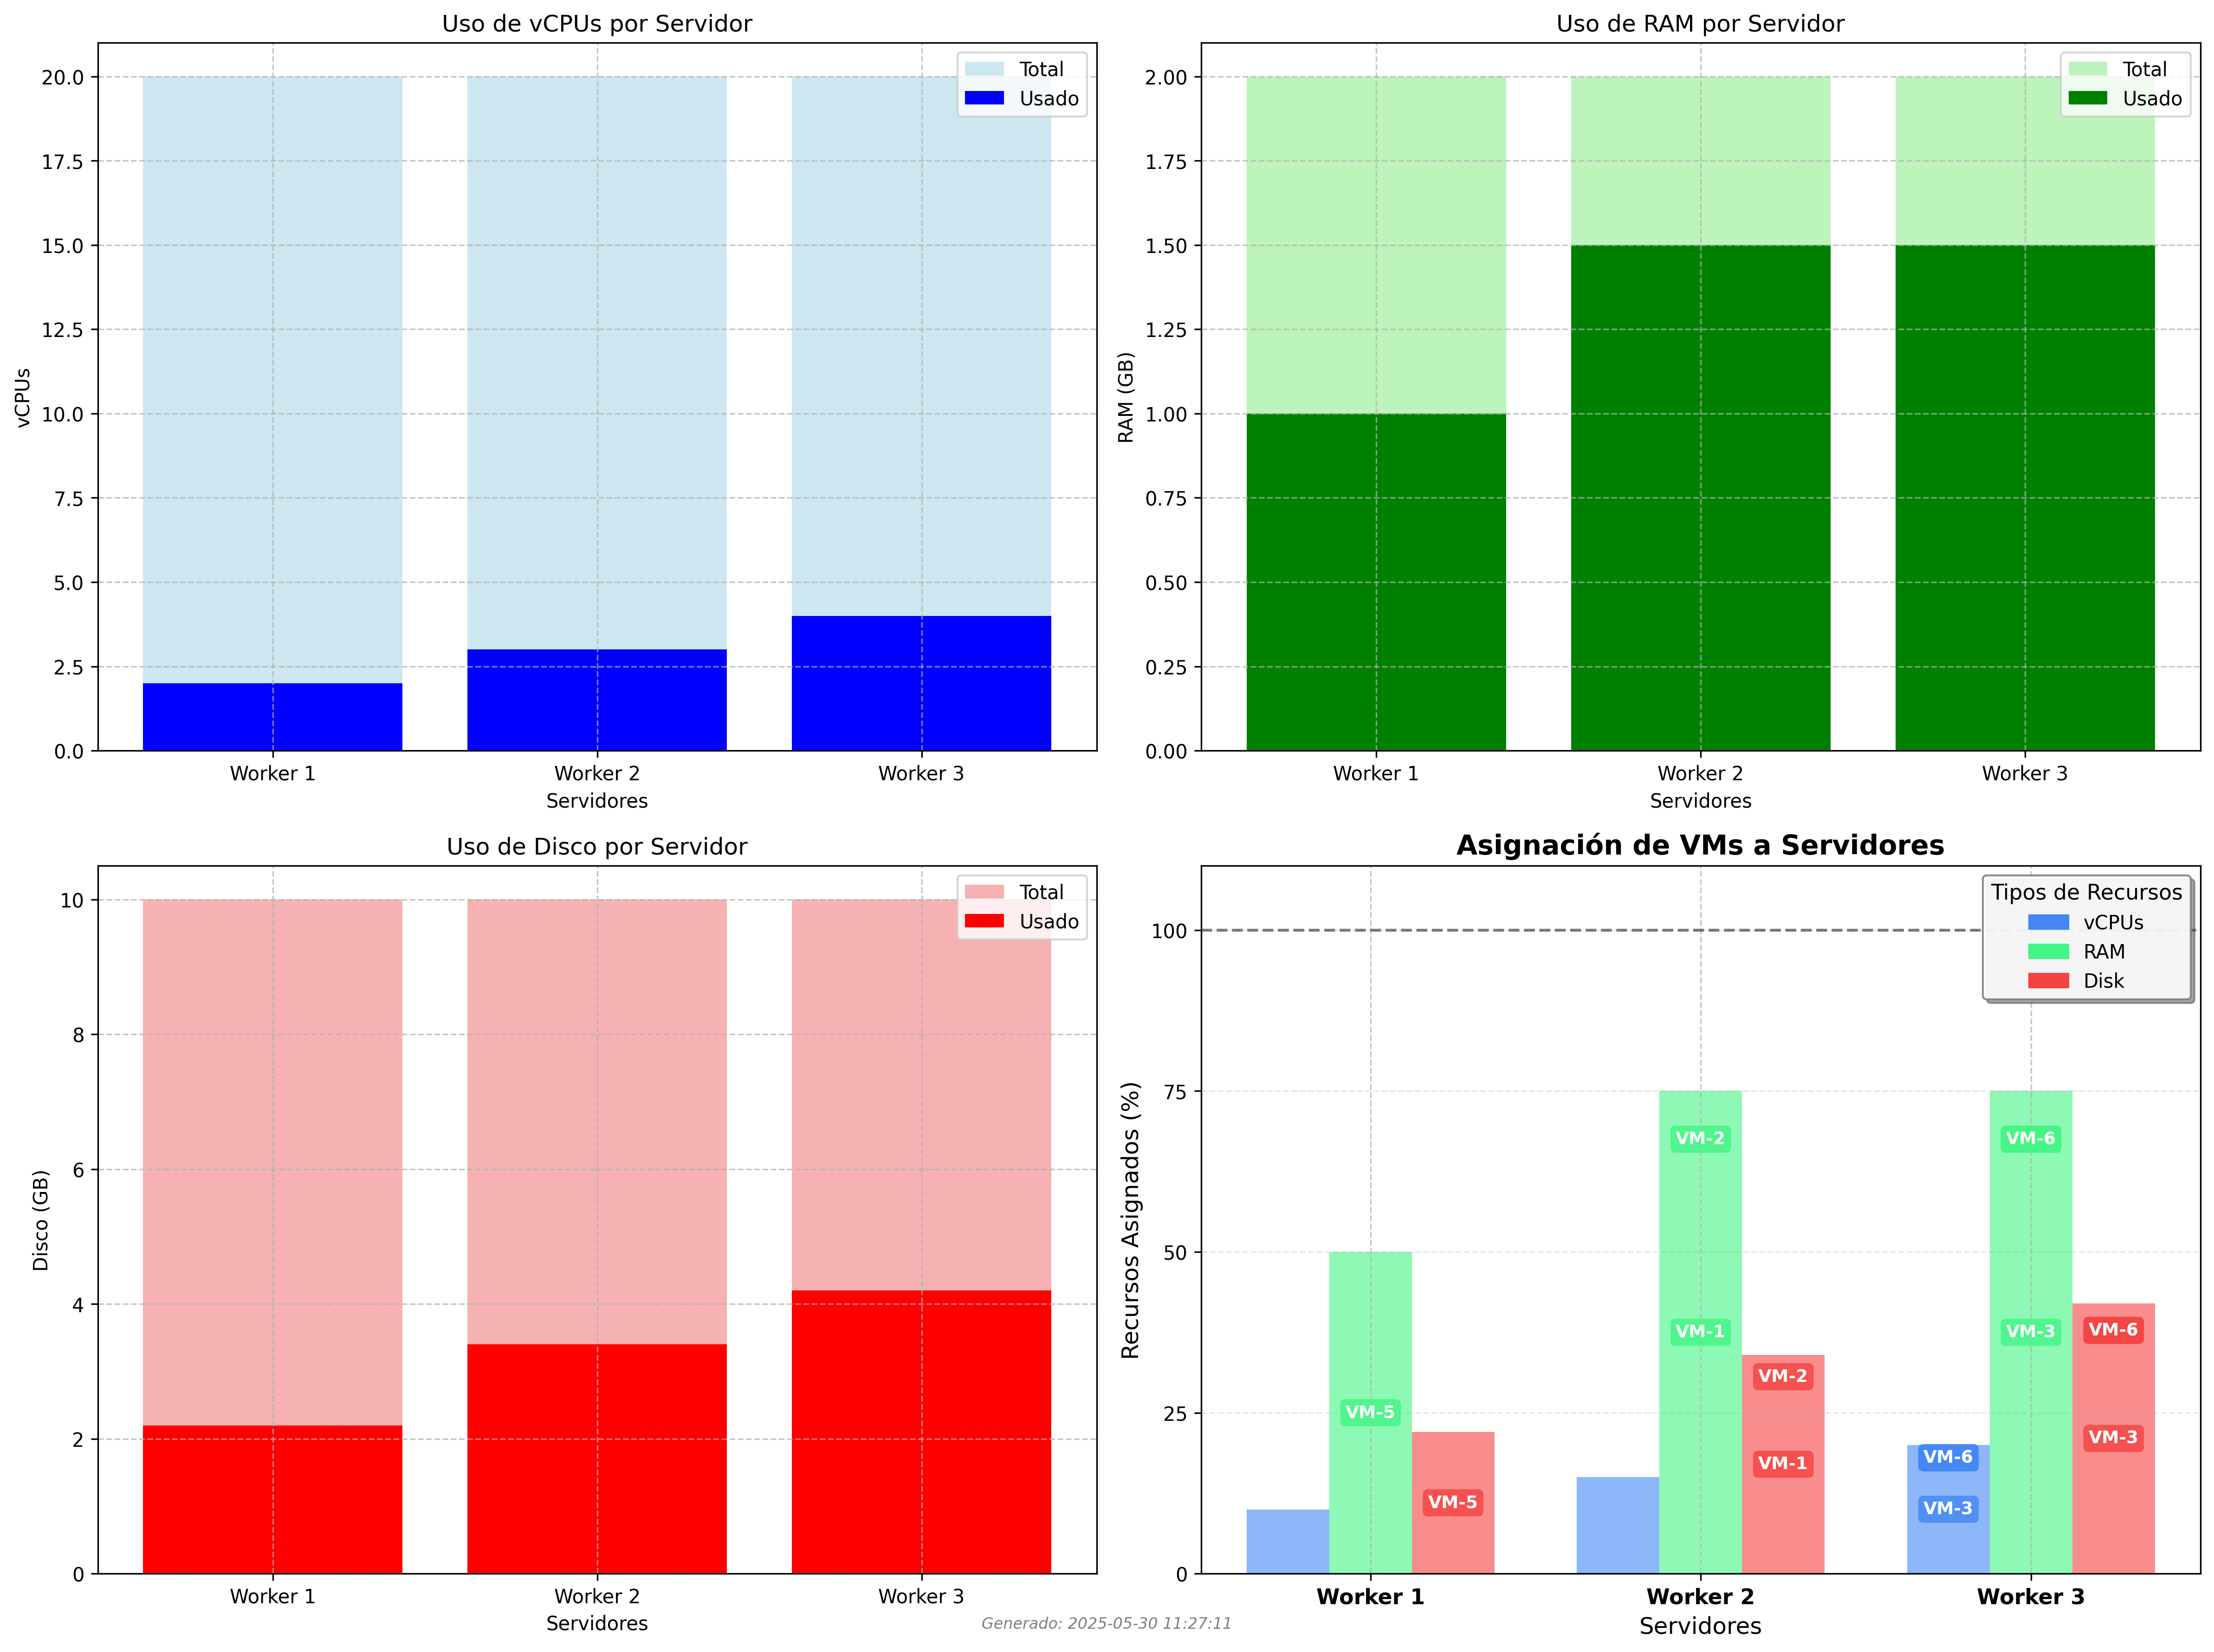 Uso de vCPUs por Servidor
Total
Usado
20.0
17.5
15.0
12.5
10.0
7.5
5.0
2.5
0.0
vCPUs
Worker 1
Worker 2
Worker 3
Servidores
Uso de RAM por Servidor
Total
Usado
2.00
1.75
1.50
1.25
1.00
0.75
0.50
0.25
0.00
RAM (GB)
Worker 1
Worker 2
Worker 3
Servidores
Uso de Disco por Servidor
Total
Usado
10
8
6
4
2
0
Disco (GB)
Worker 1
Worker 2
Worker 3
Servidores
Asignación de VMs a Servidores
Tipos de Recursos
vCPUs
RAM
Disk
100
75
50
25
0
Recursos Asignados (%)
VM-5
VM-5
VM-2
VM-1
VM-2
VM-1
VM-6
VM-3
VM-6
VM-3
VM-6
VM-3
Worker 1
Worker 2
Worker 3
Servidores
Generado: 2025-05-30 11:27:11